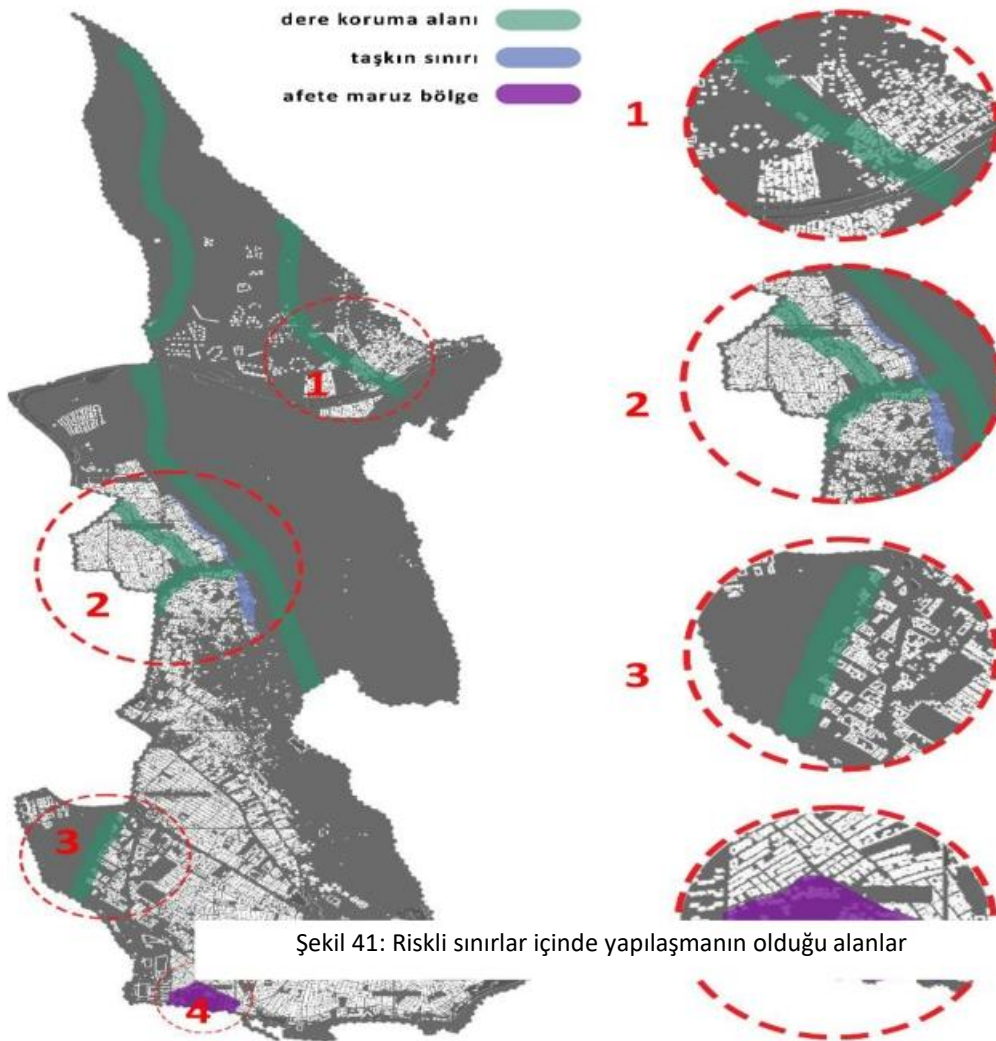 dere koruma alanı
taşkın sınırı
afete maruz bölge
1
1
2
2
3
3
Şekil 41: Riskli sınırlar içinde yapılaşmanın olduğu alanlar
4